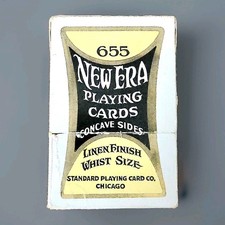 655
NEW ERA
PLAYING
CARDS
CONCAVE SIDES
LINEN FINISH
WHIST SIZE
STANDARD PLAYING CARD CO.
CHICAGO